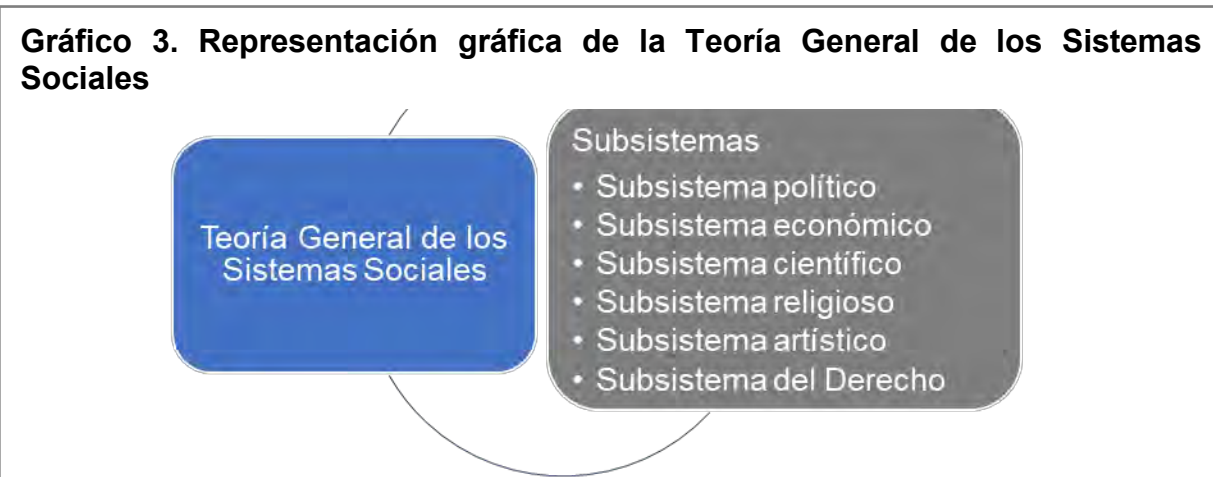 Gráfico 3. Representación gráfica de la Teoría General de los Sistemas
Sociales
Teoría General de los
Sistemas Sociales
Subsistemas
• Subsistema político
• Subsistema económico
• Subsistema científico
• Subsistema religioso
• Subsistema artístico
• Subsistema del Derecho